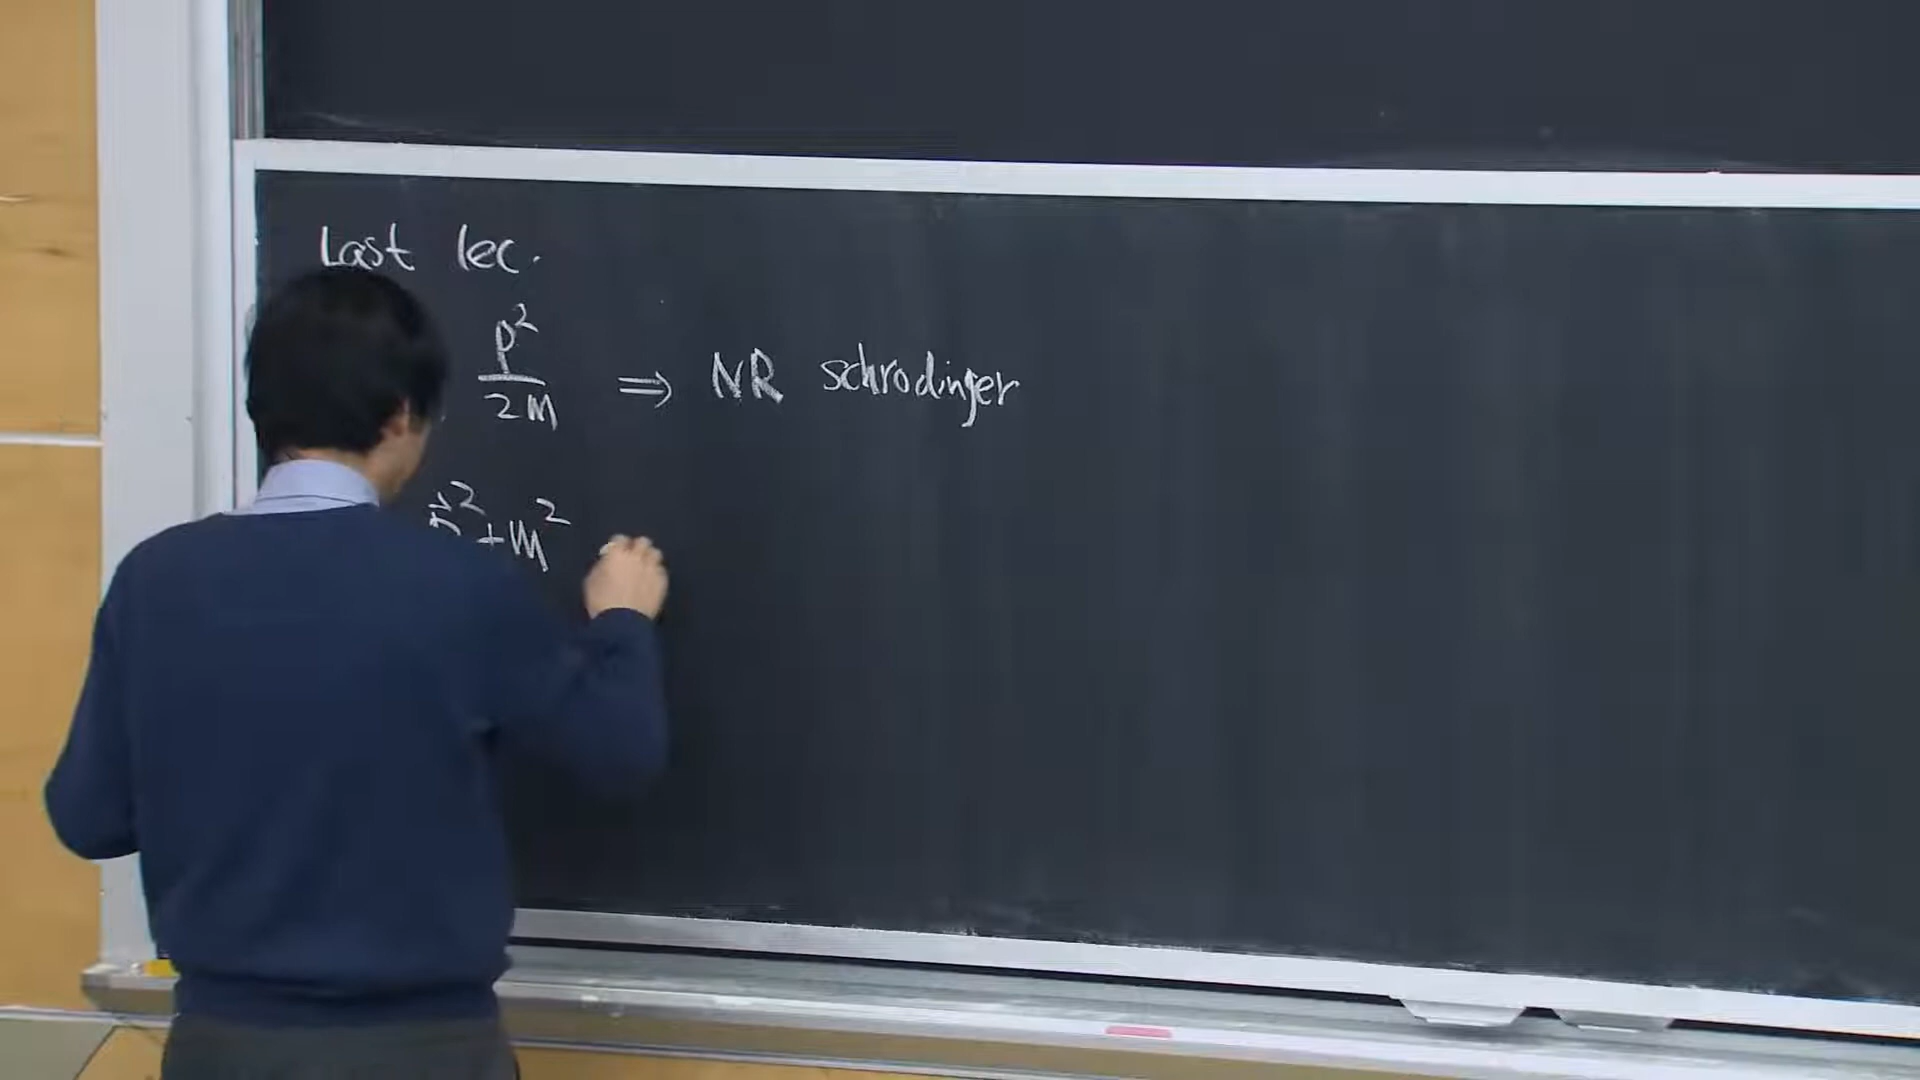 Last lec.
p²/2m ⇒ NR schrodinger
p⃗² + m²